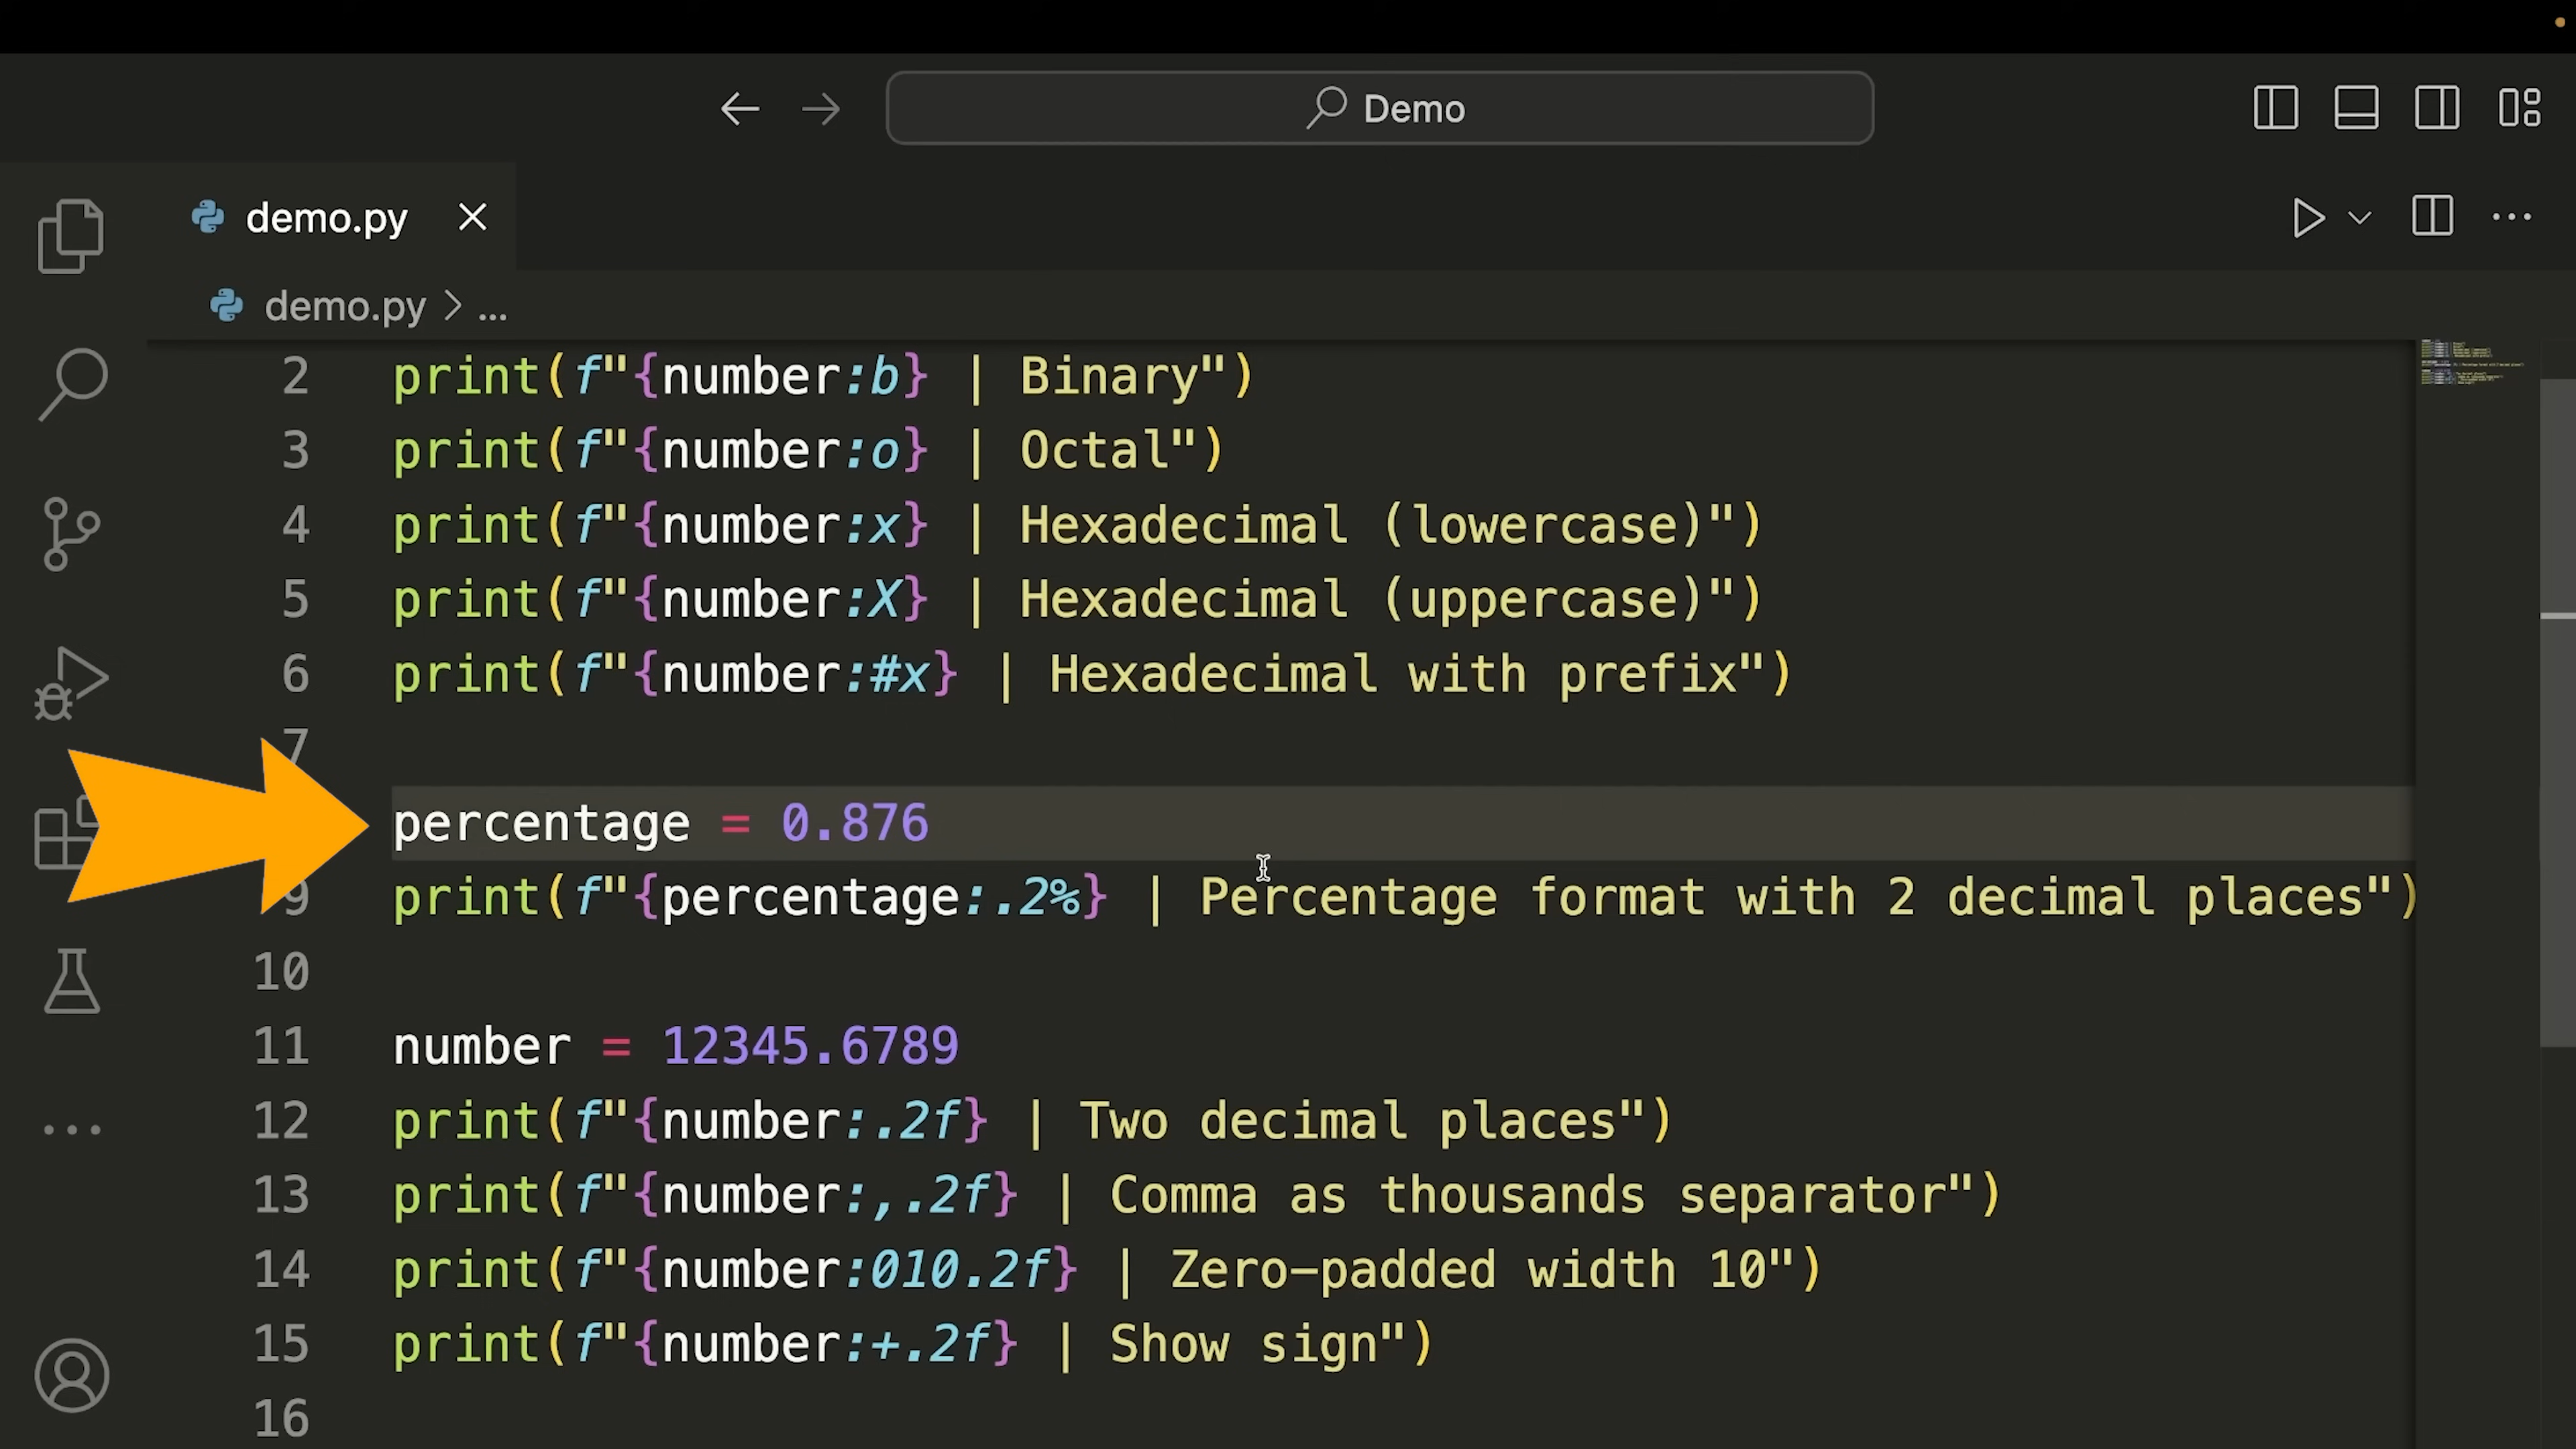 Demo
demo.py
demo.py > ...
2 print(f"{number:b} | Binary")
3 print(f"{number:o} | Octal")
4 print(f"{number:x} | Hexadecimal (lowercase)")
5 print(f"{number:X} | Hexadecimal (uppercase)")
6 print(f"{number:#x} | Hexadecimal with prefix")
7
percentage = 0.876
9 print(f"{percentage:.2%} | Percentage format with 2 decimal places")
10
11 number = 12345.6789
12 print(f"{number:.2f} | Two decimal places")
13 print(f"{number:,.2f} | Comma as thousands separator")
14 print(f"{number:010.2f} | Zero-padded width 10")
15 print(f"{number:+.2f} | Show sign")
16